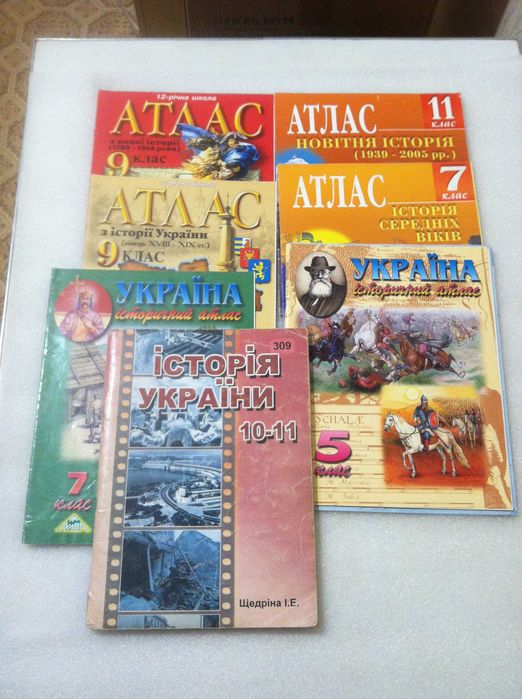 ITEM NO
12-річна школа
АТЛАС
з нової історії
(1789-1914 роки)
9 КЛАС
АТЛАС
11
клас
НОВІТНЯ ІСТОРІЯ
(1939 - 2005 рр.)
АТЛАС
з історії України
(кінець XVIII - XIX ст.)
9 КЛАС
АТЛАС
7
клас
ІСТОРІЯ
СЕРЕДНІХ
ВІКІВ
УКРАЇНА
історичний атлас
7
клас
УКРАЇНА
історичний атлас
5
клас
309
історія
УКРАЇНИ
10-11
Щедріна І.Е.